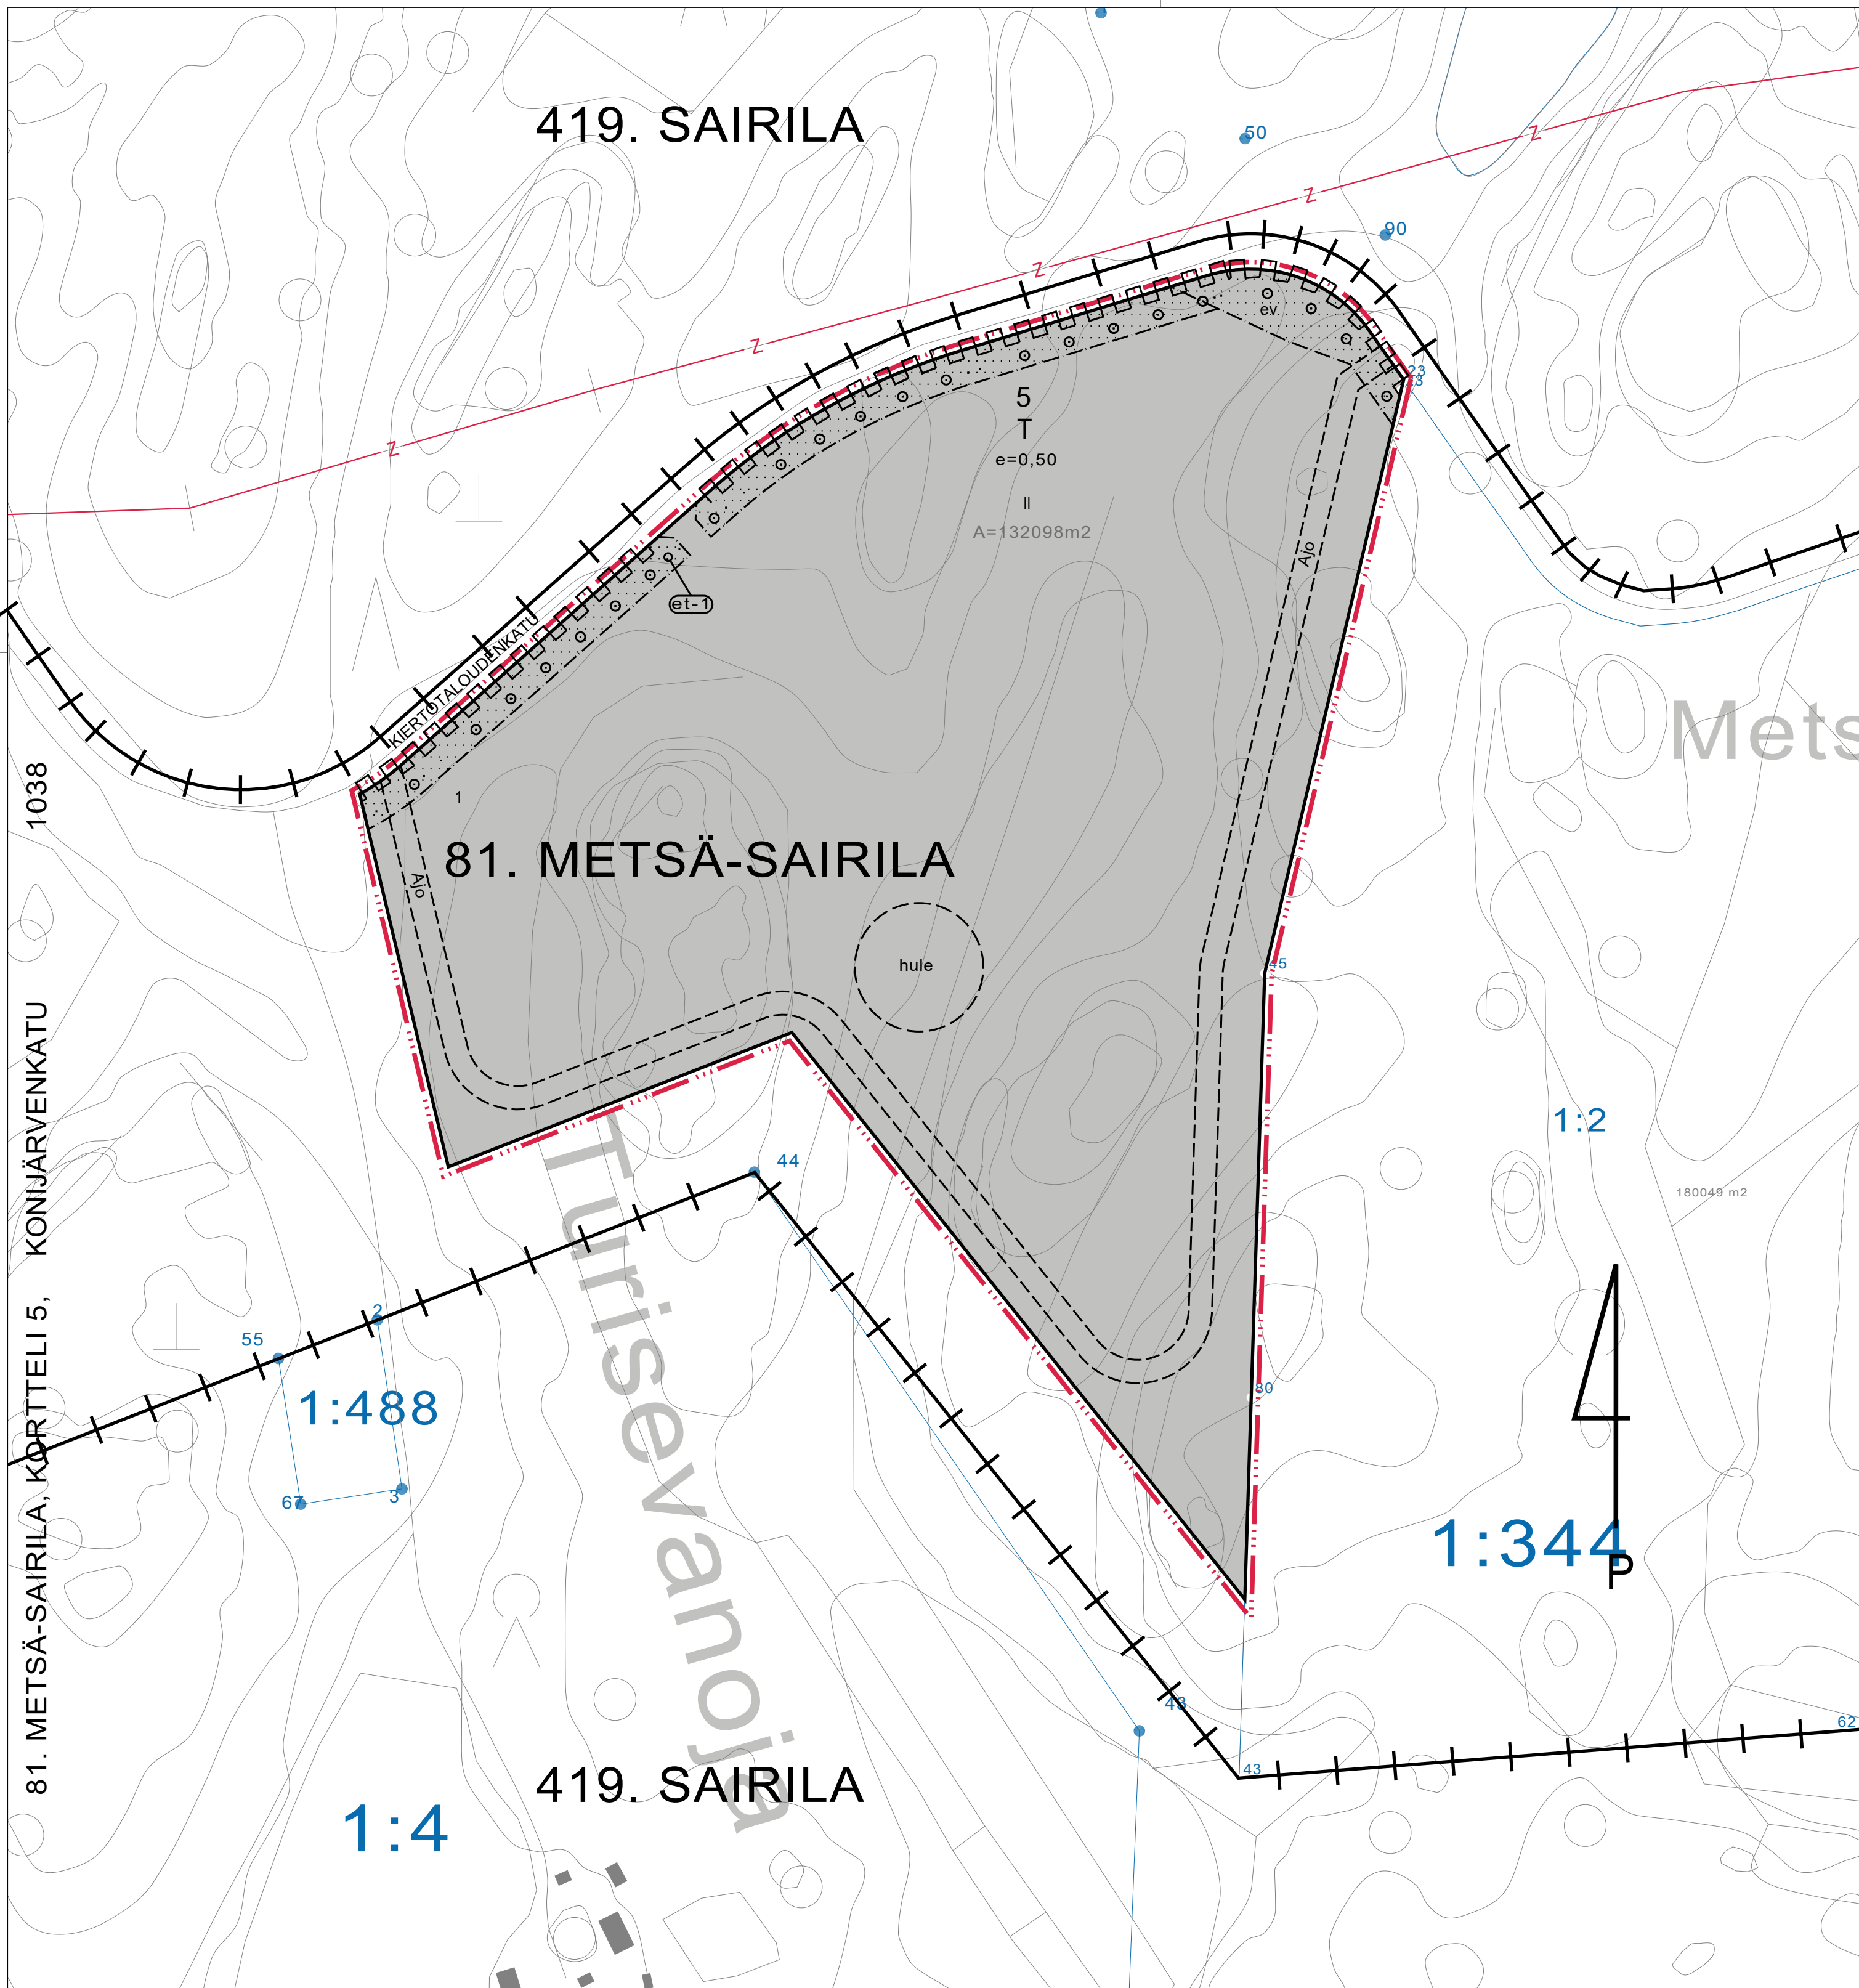 419. SAIRILA
50
Z
Z
90
Z
Z
Z
ev
23
5
T
e=0,50
II
A=132098m2
Ajo
et-1
KIERTOTALOUDENKATU
Mets
1
81. METSÄ-SAIRILA
Ajo
hule
45
1:2
44
180049 m2
2
55
80
1:488
67
3
Turisevanoja
1:344
P
43
62
43
419. SAIRILA
1:4
81. METSÄ-SAIRILA, KORTTELI 5, KONIJÄRVENKATU 1038